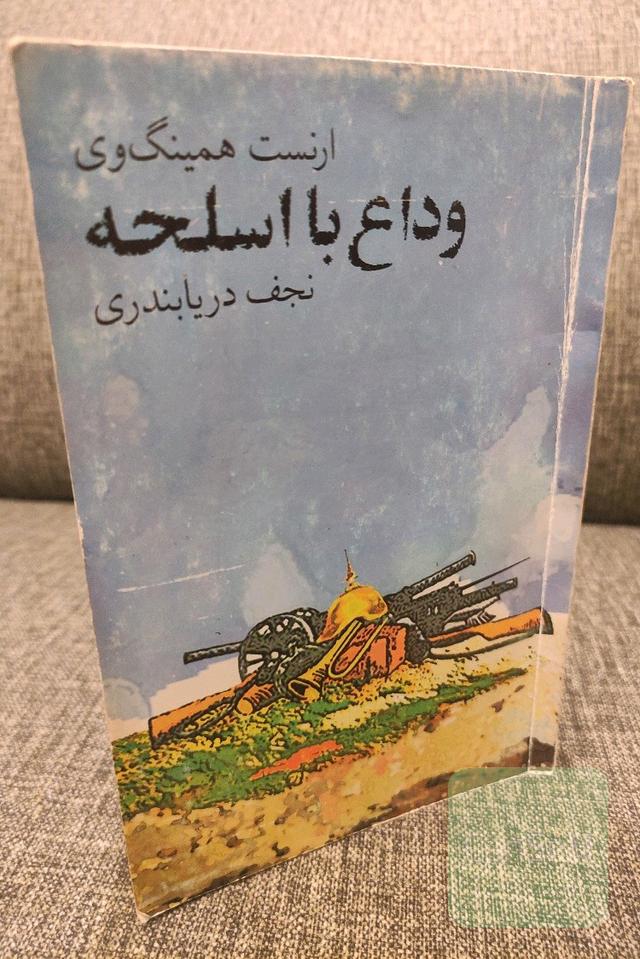 ارنست همینگ‌وی
وداع با اسلحه
نجف دریابندری